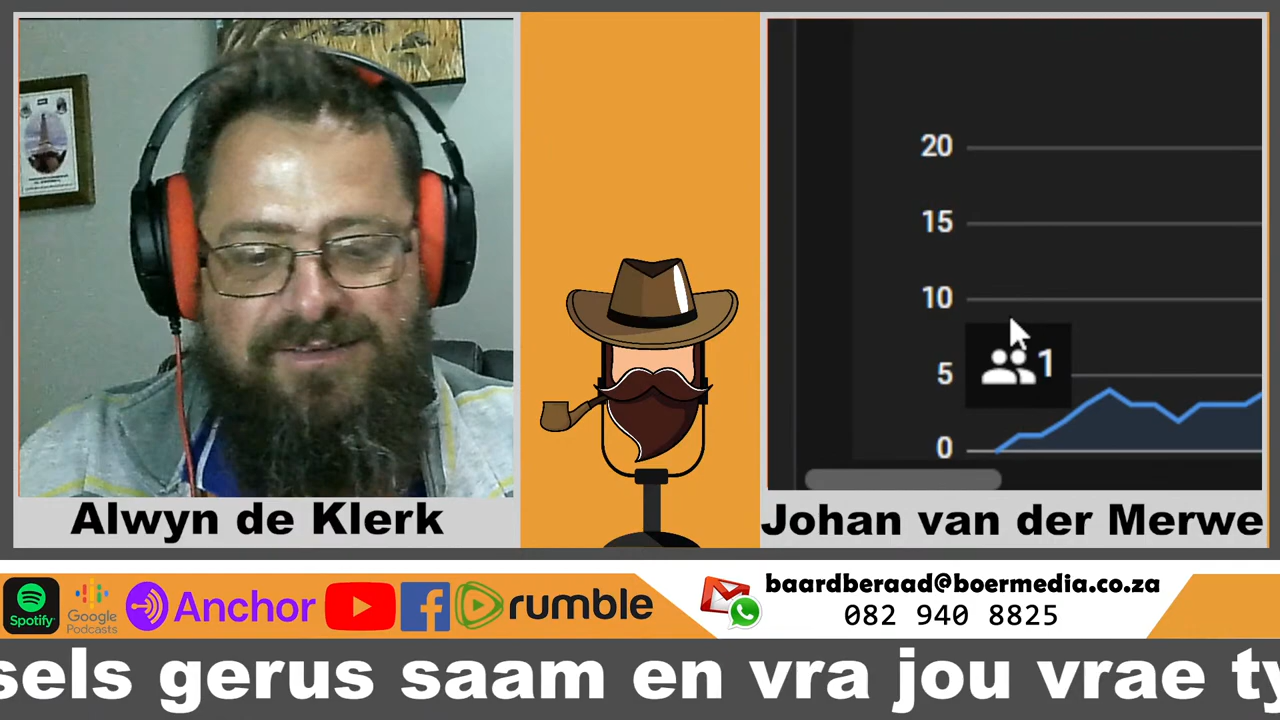 20
15
10
1
5
0
Alwyn de Klerk
Johan van der Merwe
Spotify
Google
Podcasts
Anchor
rumble
baardberaad@boermedia.co.za
082 940 8825
sels gerus saam en vra jou vrae ty